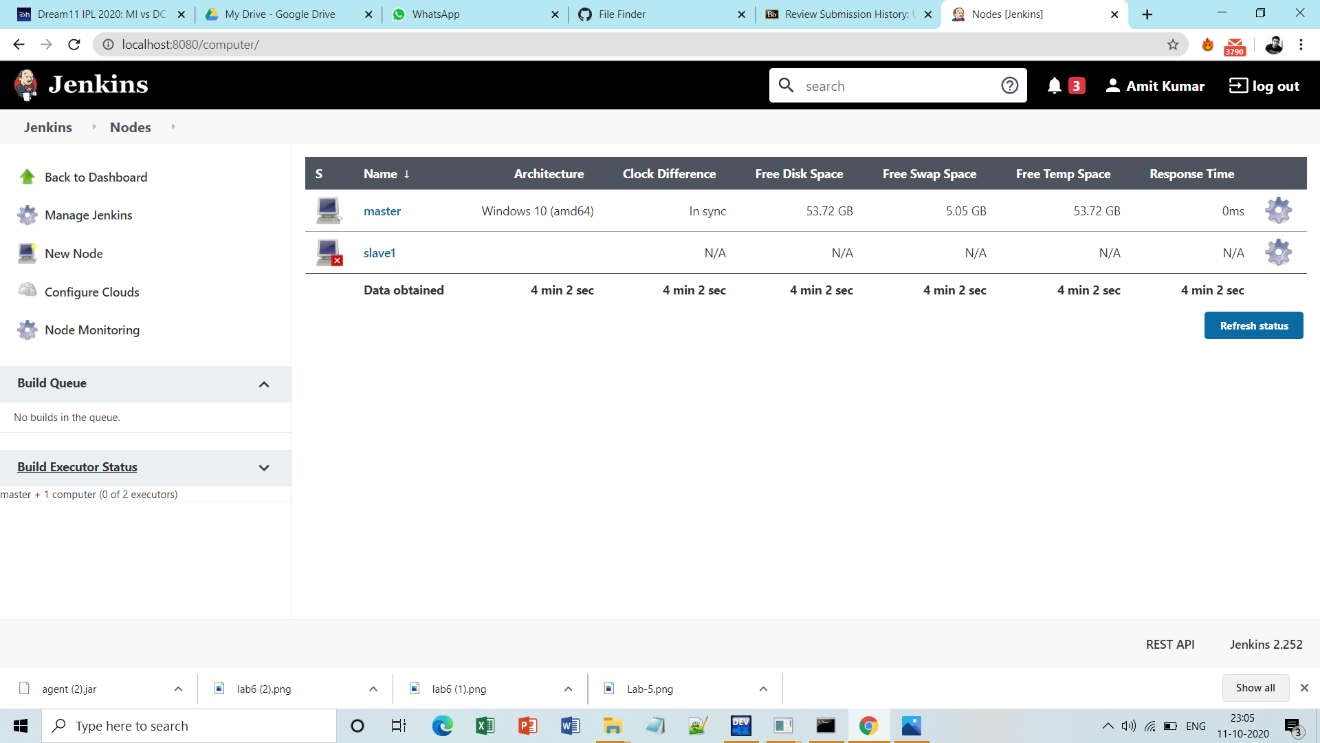 Dream11 IPL 2020: MI vs DC
My Drive - Google Drive
WhatsApp
File Finder
Bb
Review Submission History: U
Nodes [Jenkins]
localhost:8080/computer/
3790
Jenkins
search
3
Amit Kumar
log out
Jenkins
Nodes
Back to Dashboard
Manage Jenkins
New Node
Configure Clouds
Node Monitoring
Build Queue
No builds in the queue.
Build Executor Status
master + 1 computer (0 of 2 executors)
S Name ↓ Architecture Clock Difference Free Disk Space Free Swap Space Free Temp Space Response Time
master Windows 10 (amd64) In sync 53.72 GB 5.05 GB 53.72 GB 0ms
slave1 N/A N/A N/A N/A N/A
Data obtained 4 min 2 sec 4 min 2 sec 4 min 2 sec 4 min 2 sec 4 min 2 sec 4 min 2 sec
Refresh status
REST API Jenkins 2.252
agent (2).jar
lab6 (2).png
lab6 (1).png
Lab-5.png
Show all
Type here to search
DEV
ENG
23:05
11-10-2020
3